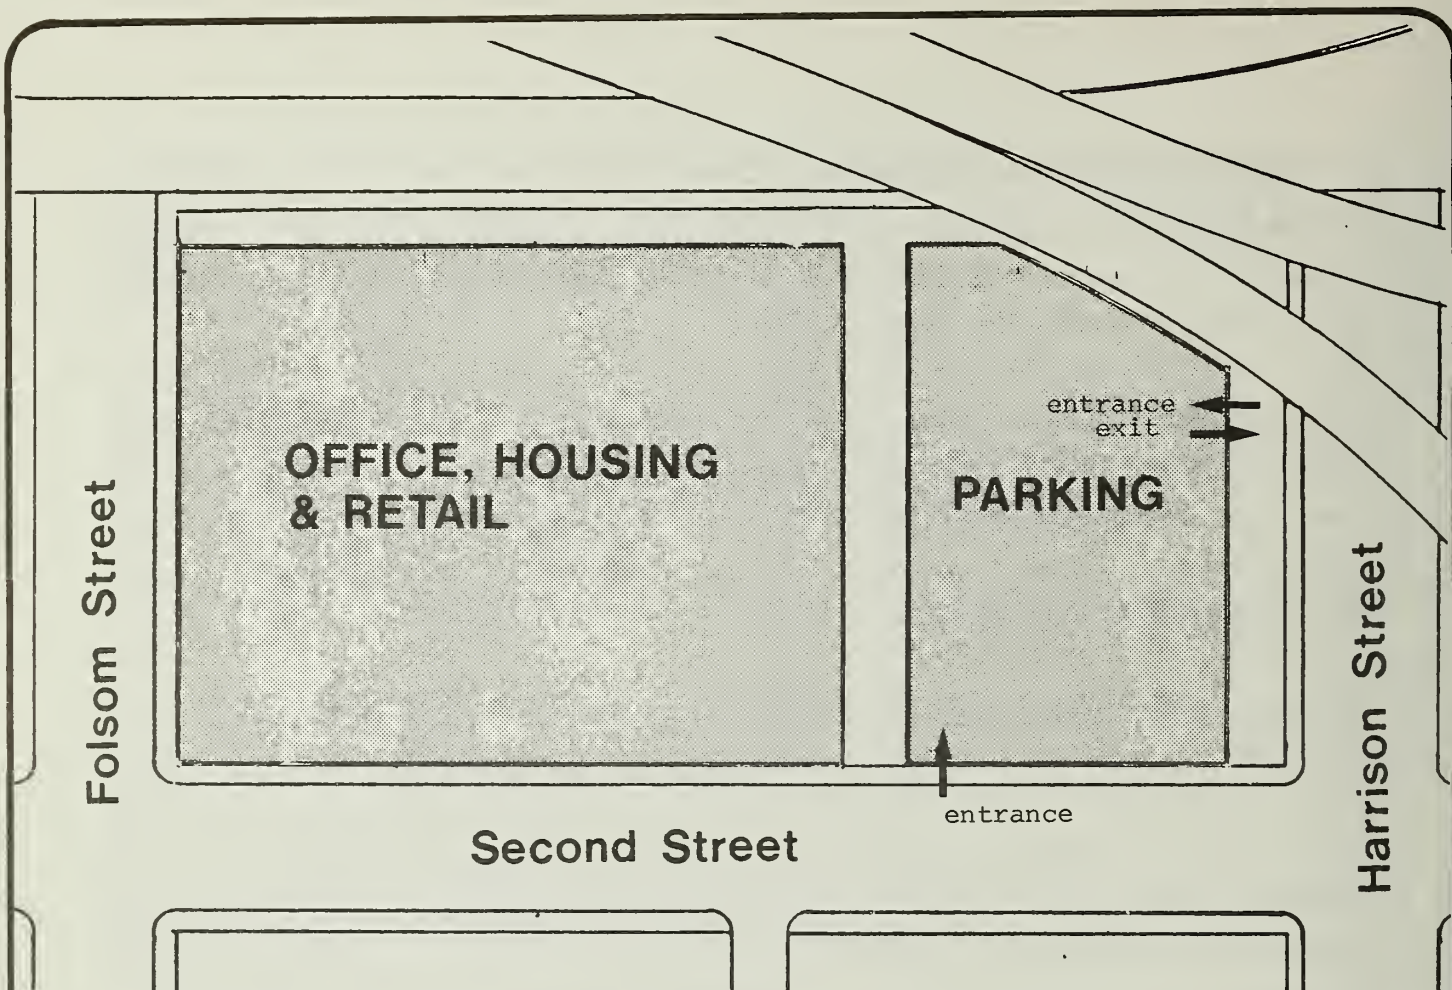 OFFICE, HOUSING
& RETAIL
entrance
exit
PARKING
Folsom Street
Harrison Street
entrance
Second Street